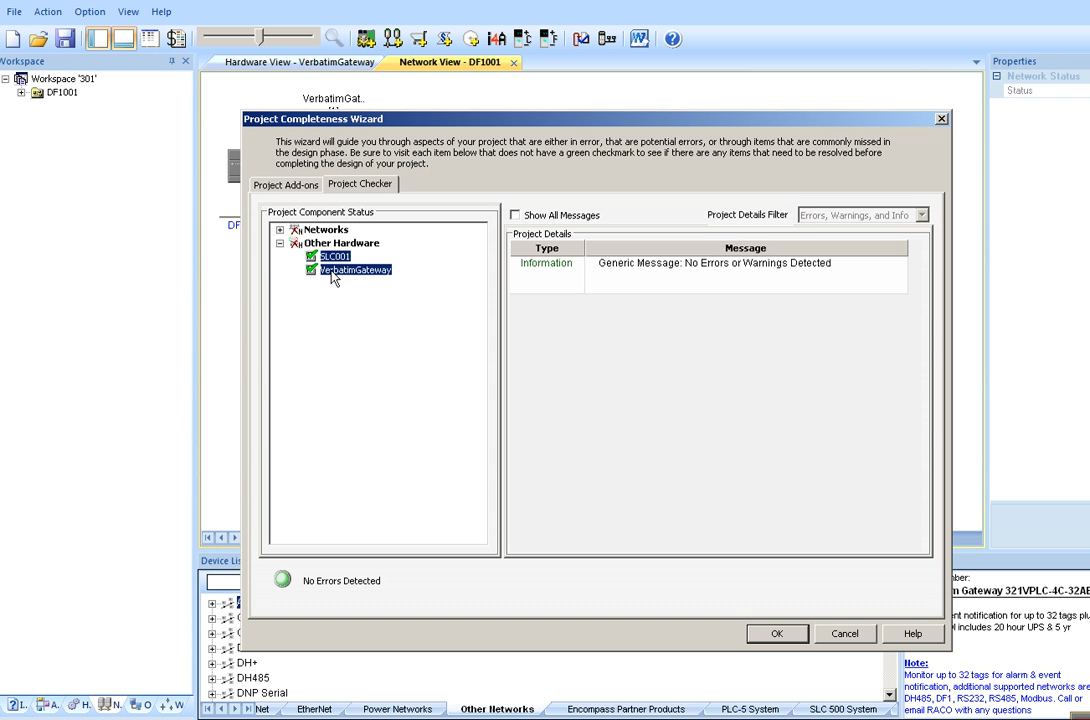 File Action Option View Help
Workspace
Hardware View - VerbatimGateway
Network View - DF1001
Properties
Workspace '301'
DF1001
Network Status
Status
VerbatimGat..
Project Completeness Wizard
This wizard will guide you through aspects of your project that are either in error, that are potential errors, or through items that are commonly missed in
the design phase. Be sure to visit each item below that does not have a green checkmark to see if there are any items that need to be resolved before
completing the design of your project.
Project Add-ons
Project Checker
Project Component Status
Networks
Other Hardware
SLC001
VerbatimGateway
Show All Messages
Project Details Filter
Errors, Warnings, and Info
Project Details
Type Message
Information Generic Message: No Errors or Warnings Detected
DF
No Errors Detected
OK
Cancel
Help
Device Lis
DH+
DH485
DNP Serial
Net
EtherNet
Power Networks
Other Networks
Encompass Partner Products
PLC-5 System
SLC 500 System
ber:
m Gateway 321VPLC-4C-32AE
nt notification for up to 32 tags plu
includes 20 hour UPS & 5 yr
Note:
Monitor up to 32 tags for alarm & event
notification, additional supported networks are
DH485, DF1, RS232, RS485, Modbus. Call or
email RACO with any questions
I..
A.
H.
N.
O
W